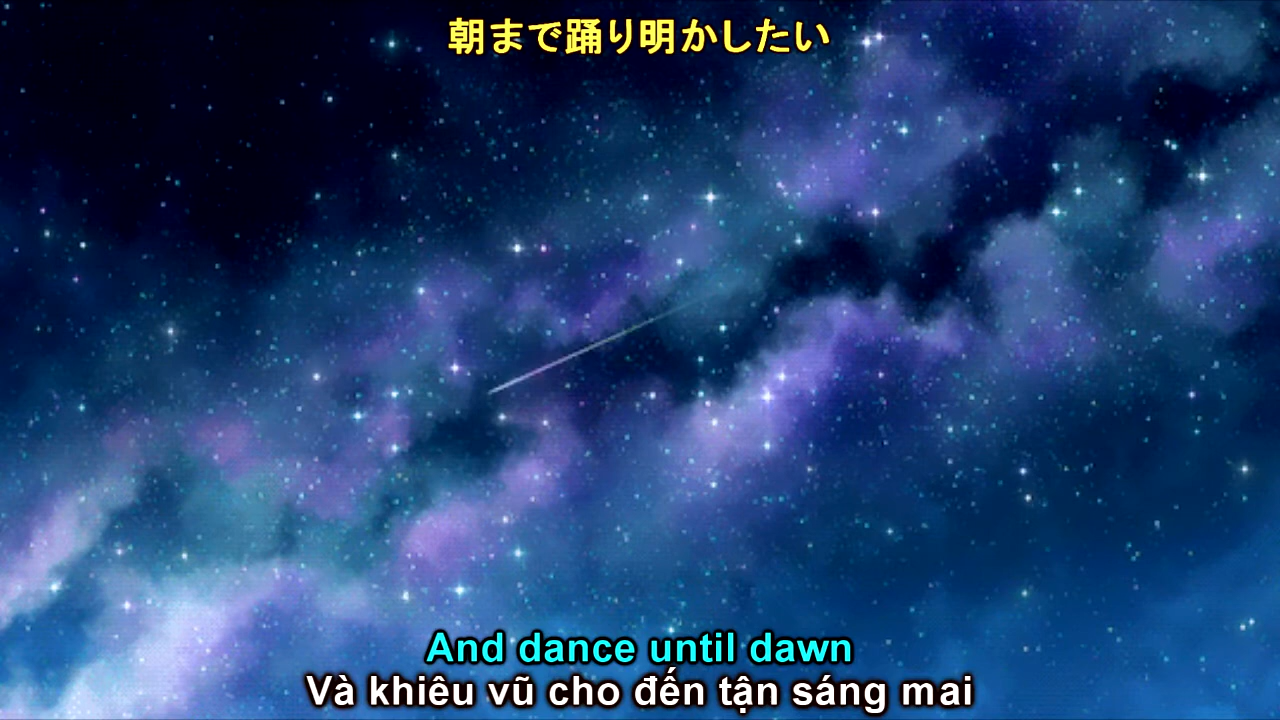 朝まで踊り明かしたい
And dance until dawn
Và khiêu vũ cho đến tận sáng mai